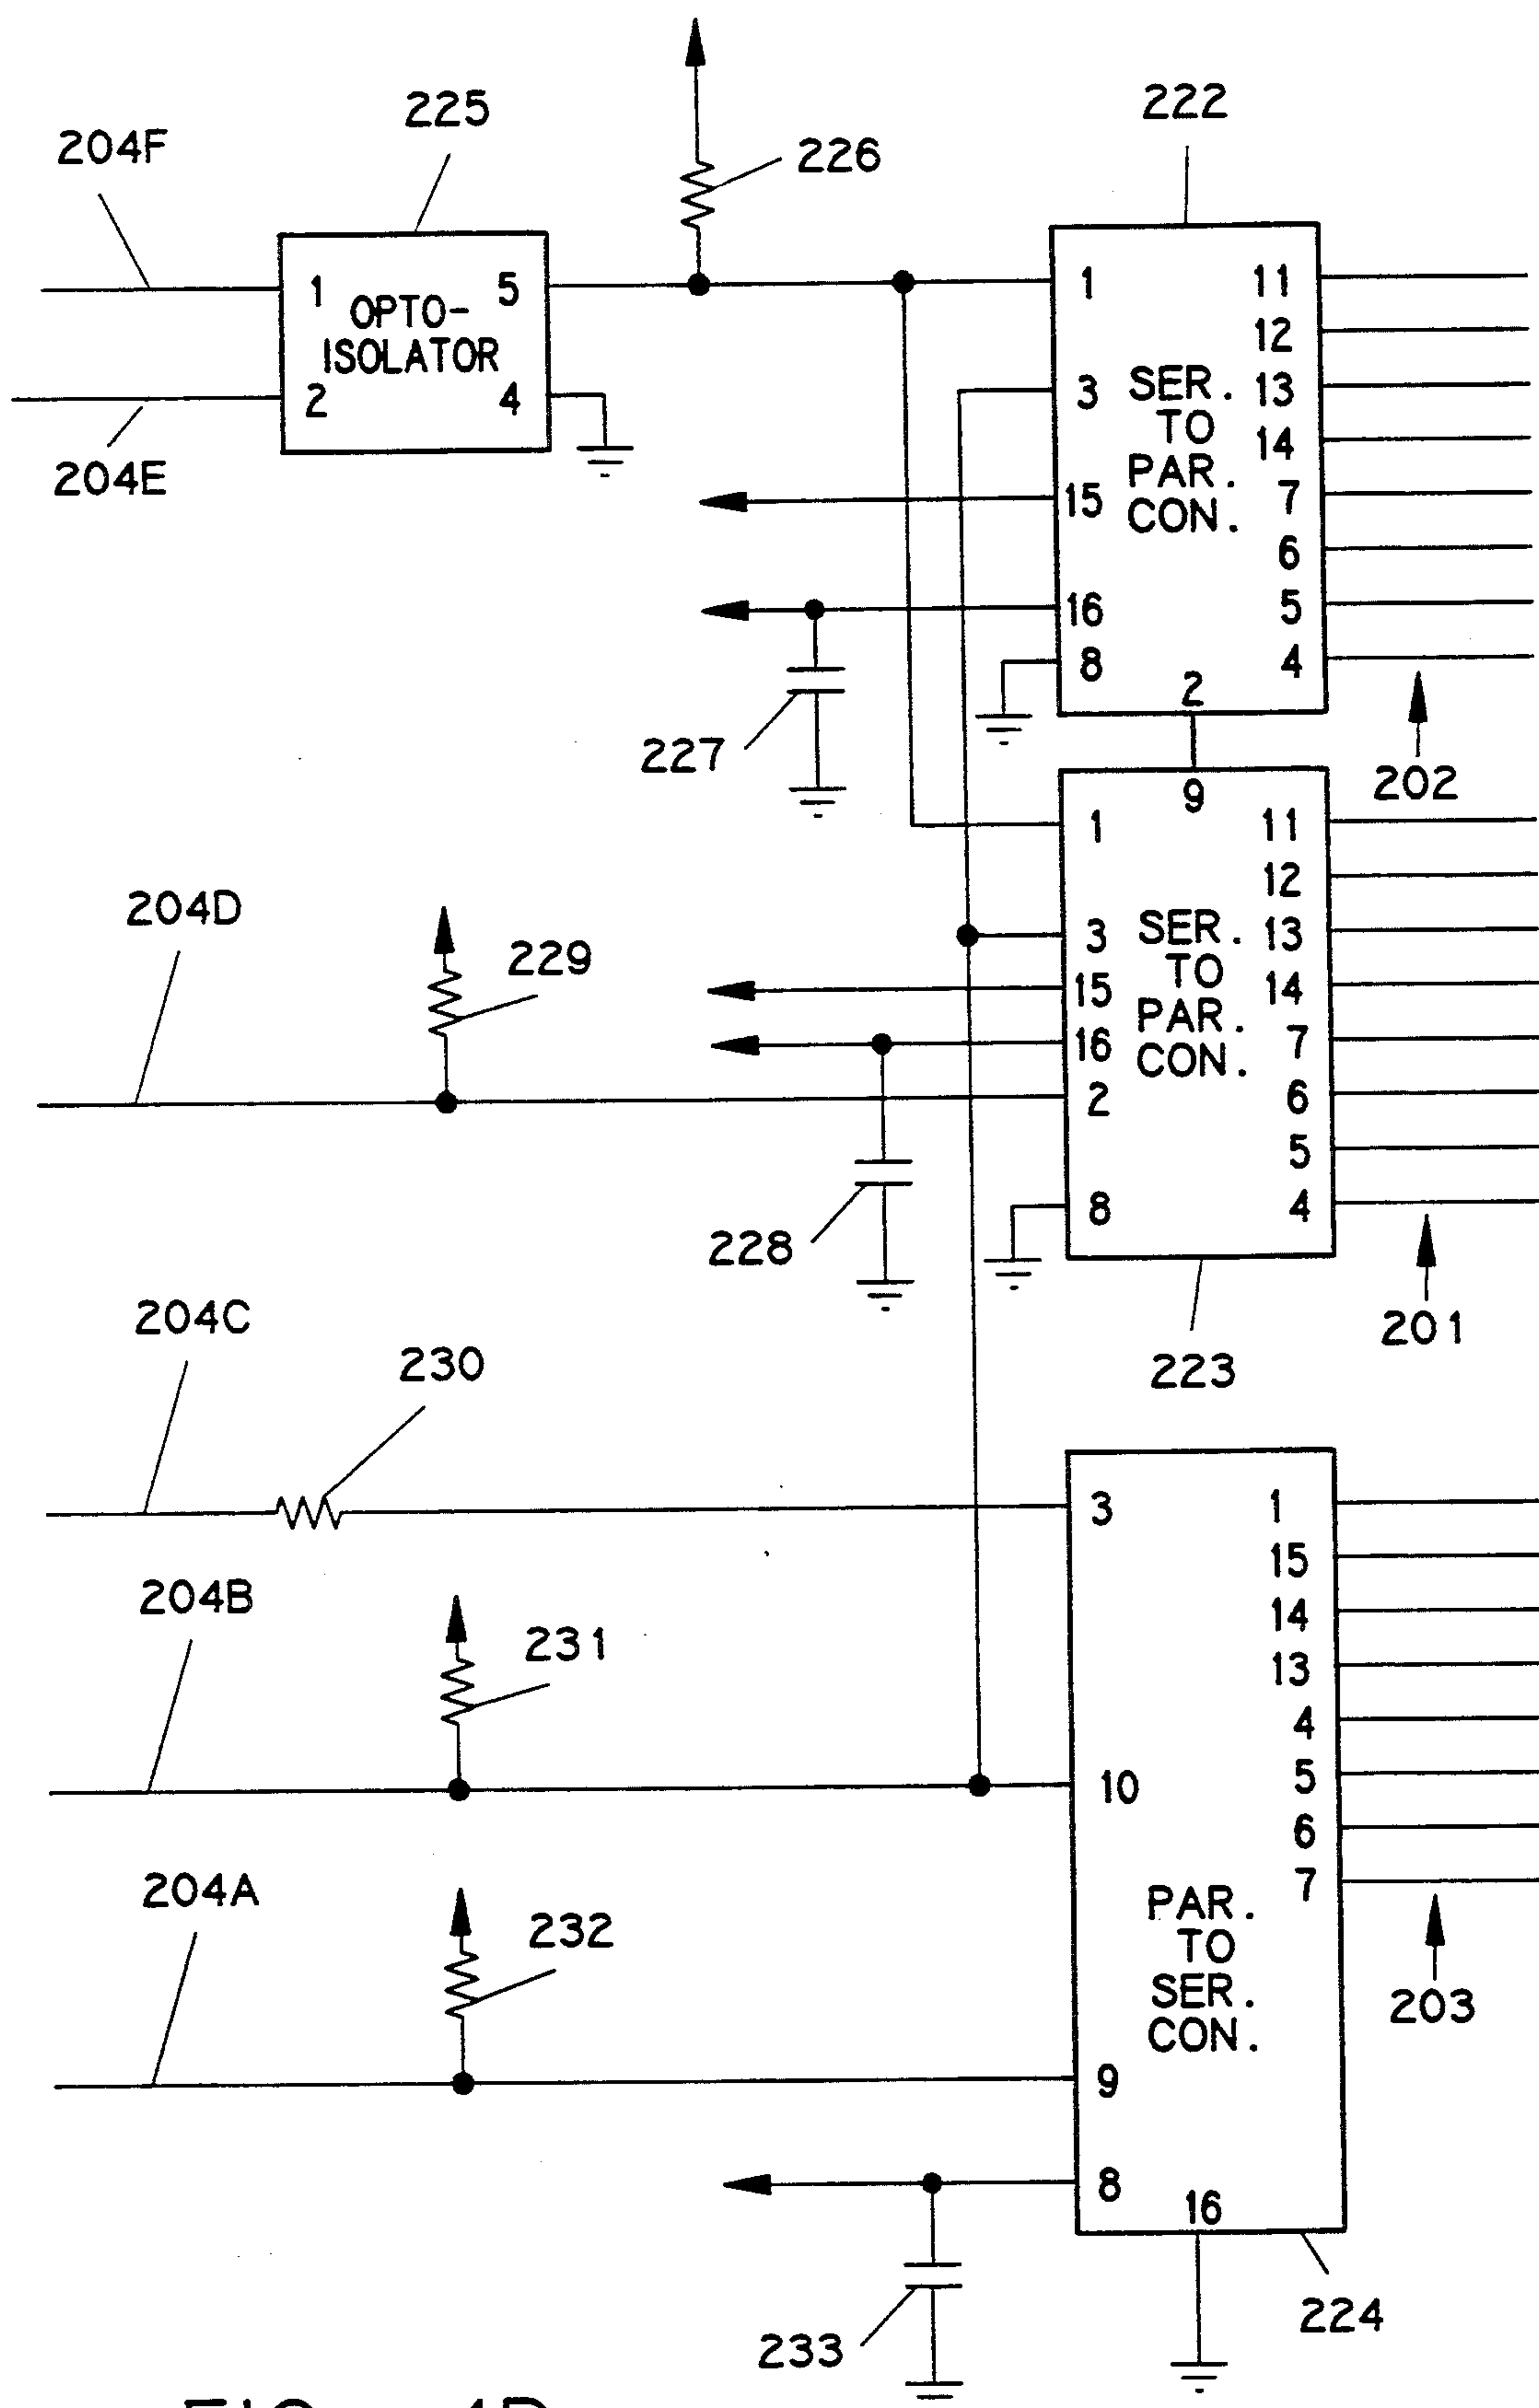 222
225
204F
226
1 5 1 11
OPTO-
ISOLATOR
12
3 SER. 13
2 4
TO
14
204E
PAR.
15 7
CON.
6
16 5
8 4
2
227
202
9
1 11
12
204D
229
3 SER. 13
TO
15 14
PAR.
16 7
CON.
2 6
5
8 4
228
204C
201
230
223
3 1
15
204B
14
231
13
4
10 5
6
204A
7
PAR.
232
TO
SER.
203
CON.
9
8
16
224
233